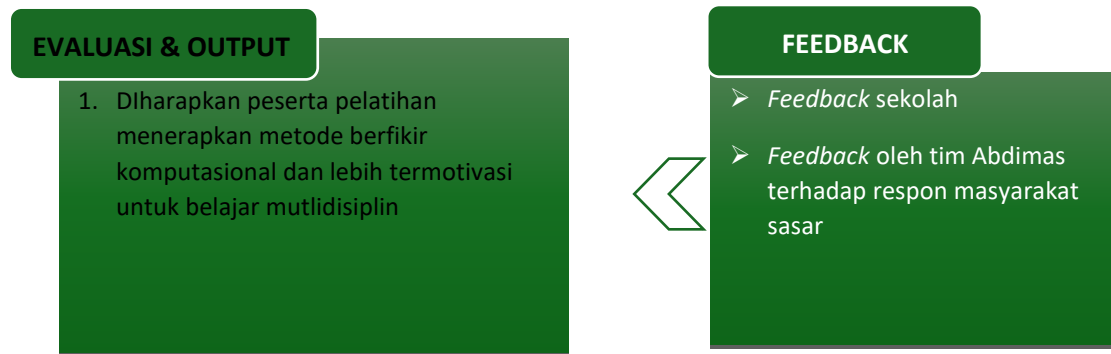 EVALUASI & OUTPUT
1. DIharapkan peserta pelatihan
menerapkan metode berfikir
komputasional dan lebih termotivasi
untuk belajar mutlidisiplin
FEEDBACK
➢ Feedback sekolah
➢ Feedback oleh tim Abdimas
terhadap respon masyarakat
sasar